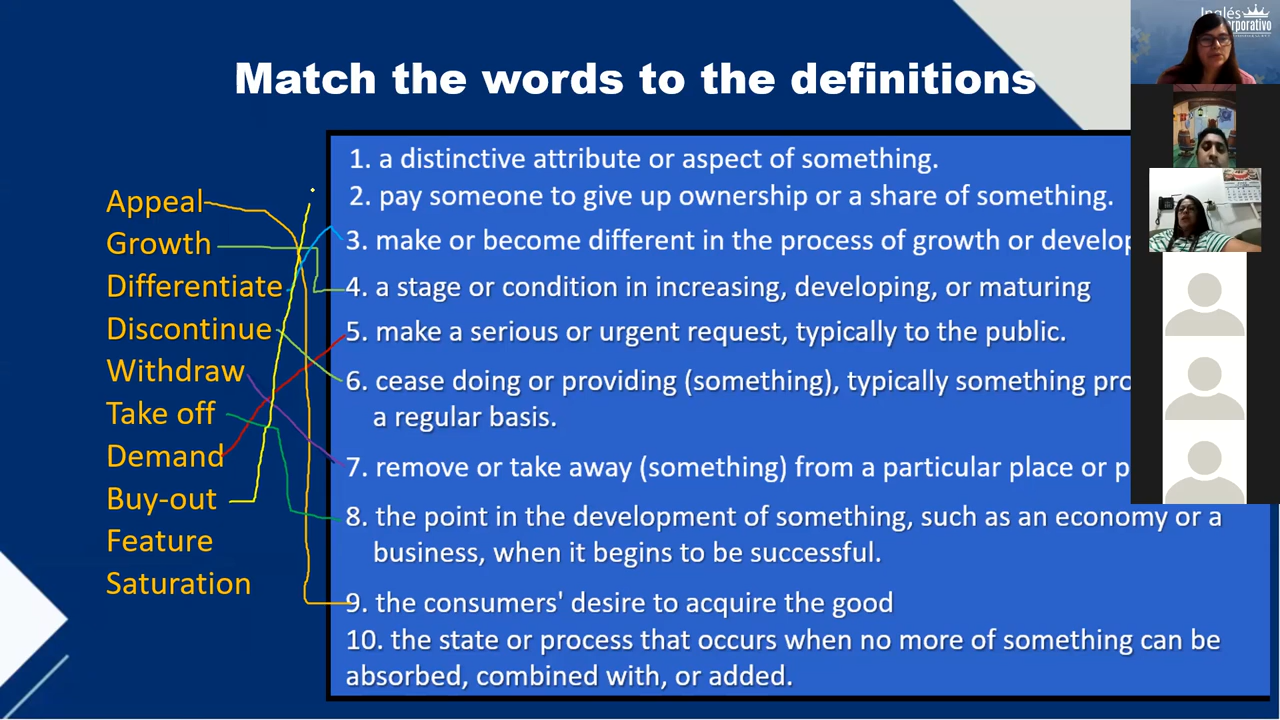 Inglés
rporativo
Match the words to the definitions
Appeal
Growth
Differentiate
Discontinue
Withdraw
Take off
Demand
Buy-out
Feature
Saturation
1. a distinctive attribute or aspect of something.
2. pay someone to give up ownership or a share of something.
3. make or become different in the process of growth or develop
4. a stage or condition in increasing, developing, or maturing
5. make a serious or urgent request, typically to the public.
6. cease doing or providing (something), typically something pro
a regular basis.
7. remove or take away (something) from a particular place or p
8. the point in the development of something, such as an economy or a
business, when it begins to be successful.
9. the consumers' desire to acquire the good
10. the state or process that occurs when no more of something can be
absorbed, combined with, or added.